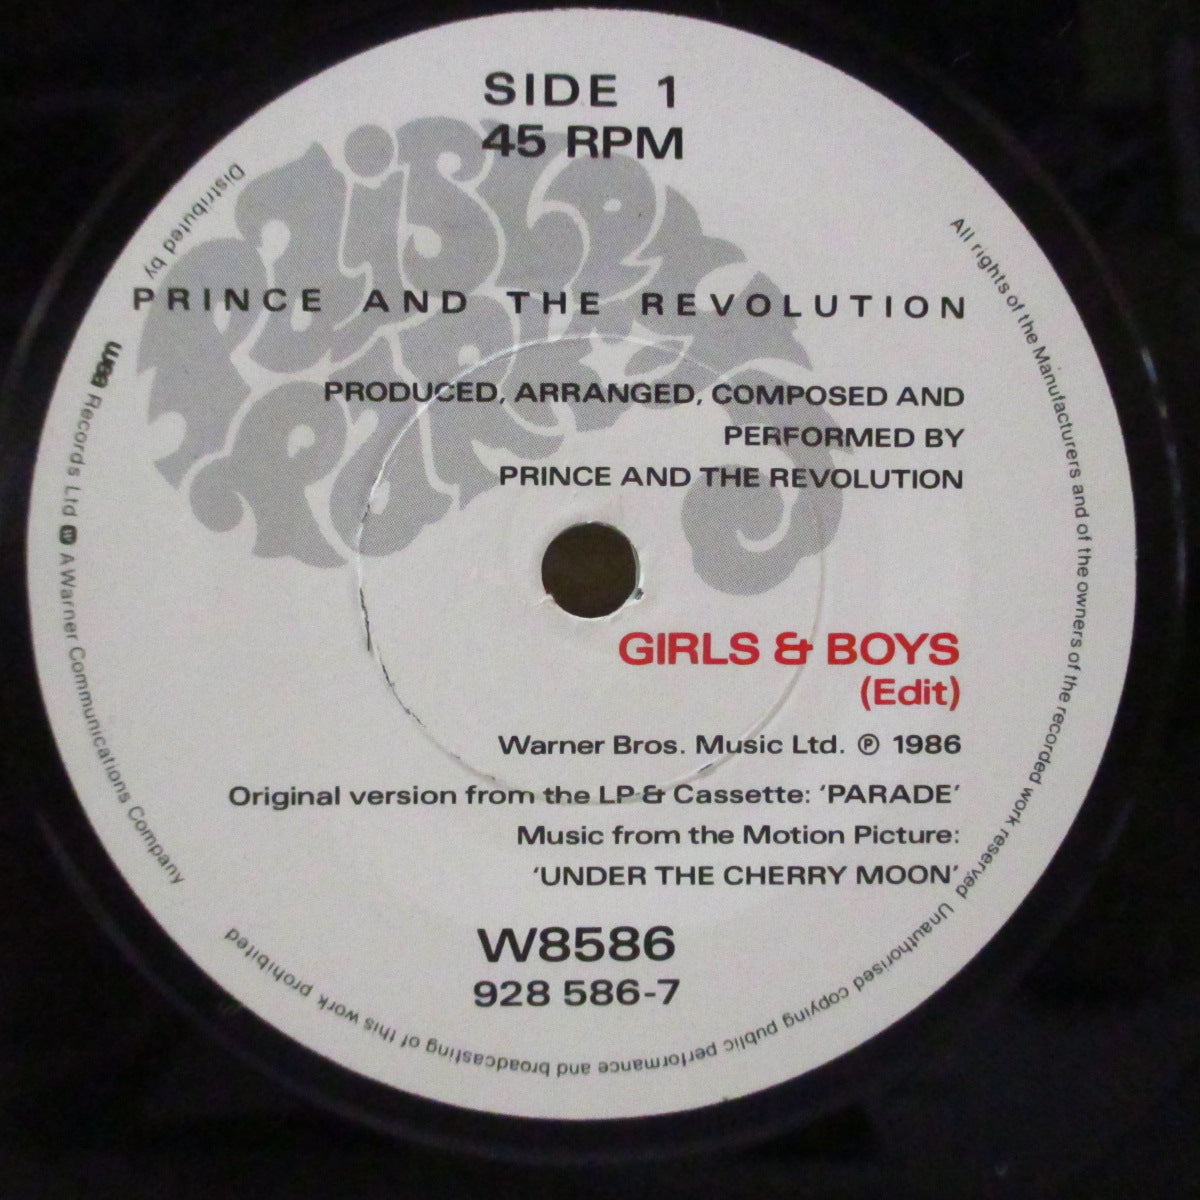 SIDE 1
45 RPM
Paisley
Park
PRINCE AND THE REVOLUTION
PRODUCED, ARRANGED, COMPOSED AND
PERFORMED BY
PRINCE AND THE REVOLUTION
GIRLS & BOYS
(Edit)
Warner Bros. Music Ltd. ℗ 1986
Original version from the LP & Cassette: ‘PARADE’
Music from the Motion Picture:
‘UNDER THE CHERRY MOON’
W8586
928 586-7
Distributed by wea Records Ltd W A Warner Communications Company
All rights of the Manufacturers and of the owners of the recorded work reserved Unauthorised copying public performance and broadcasting of this work prohibited